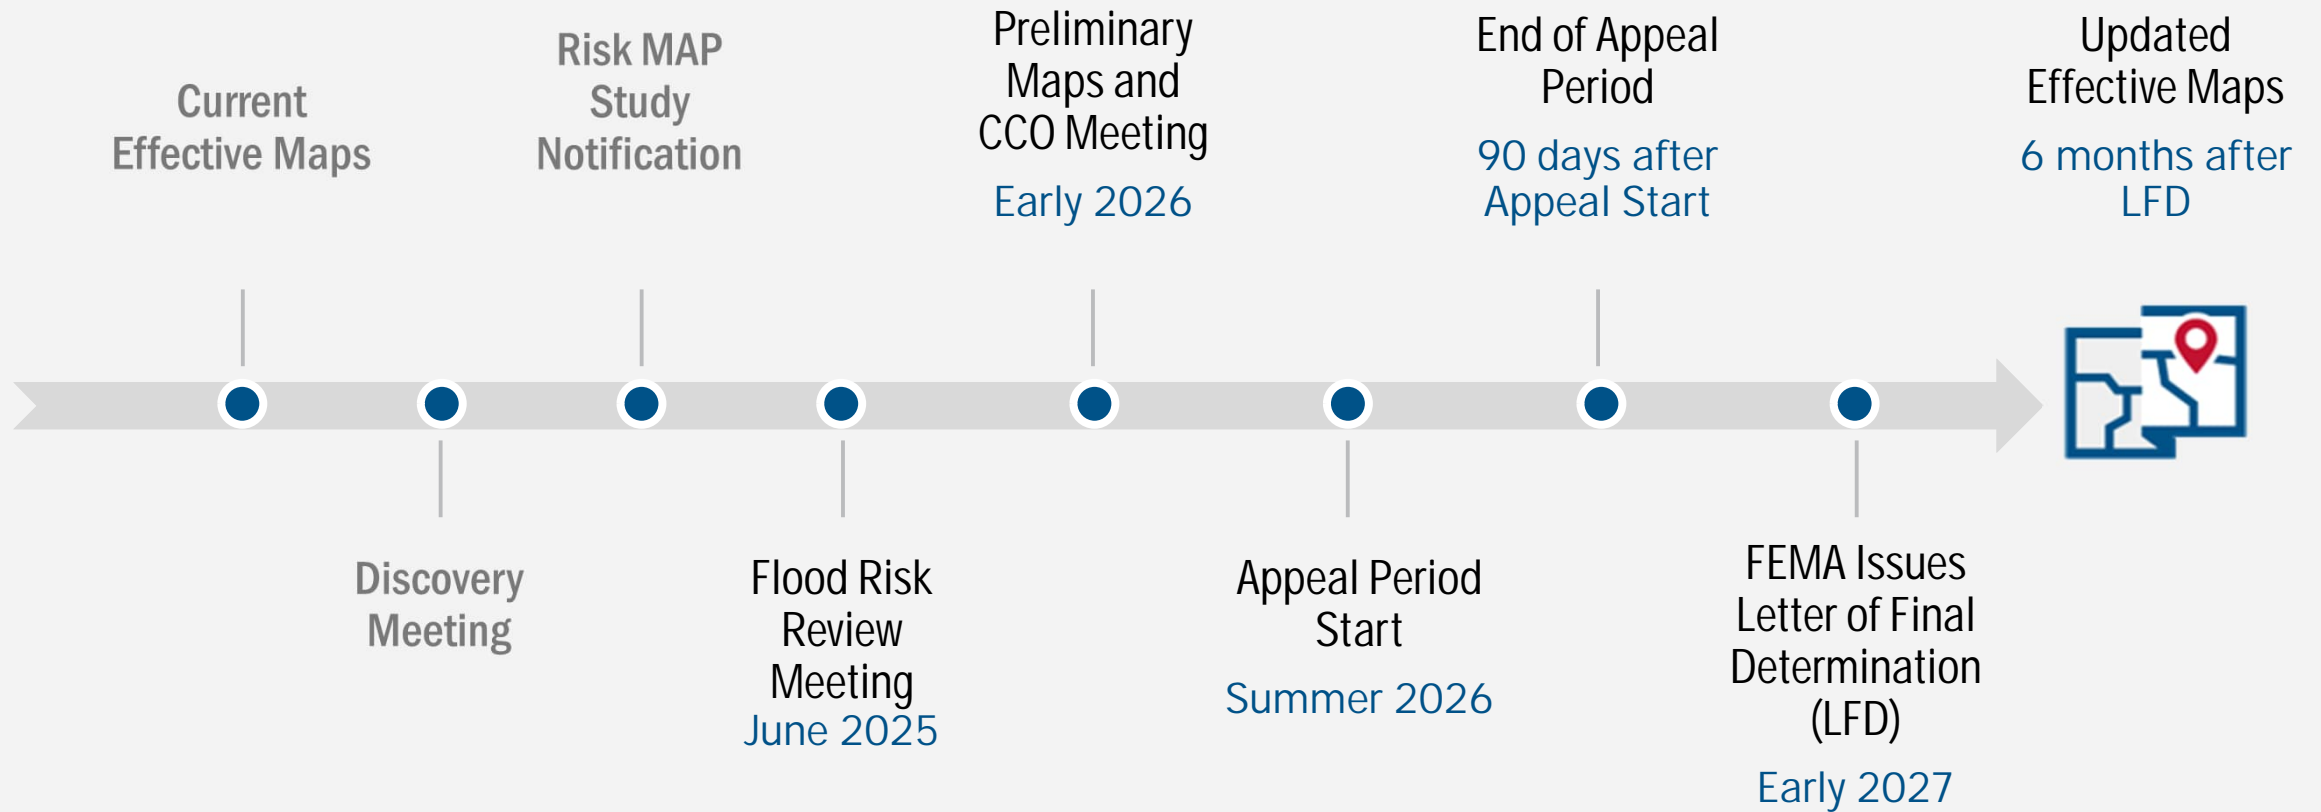 Current
Effective Maps
Discovery
Meeting
Risk MAP
Study
Notification
Flood Risk
Review
Meeting
June 2025
Preliminary
Maps and
CCO Meeting
Early 2026
Appeal Period
Start
Summer 2026
End of Appeal
Period
90 days after
Appeal Start
FEMA Issues
Letter of Final
Determination
(LFD)
Early 2027
Updated
Effective Maps
6 months after
LFD